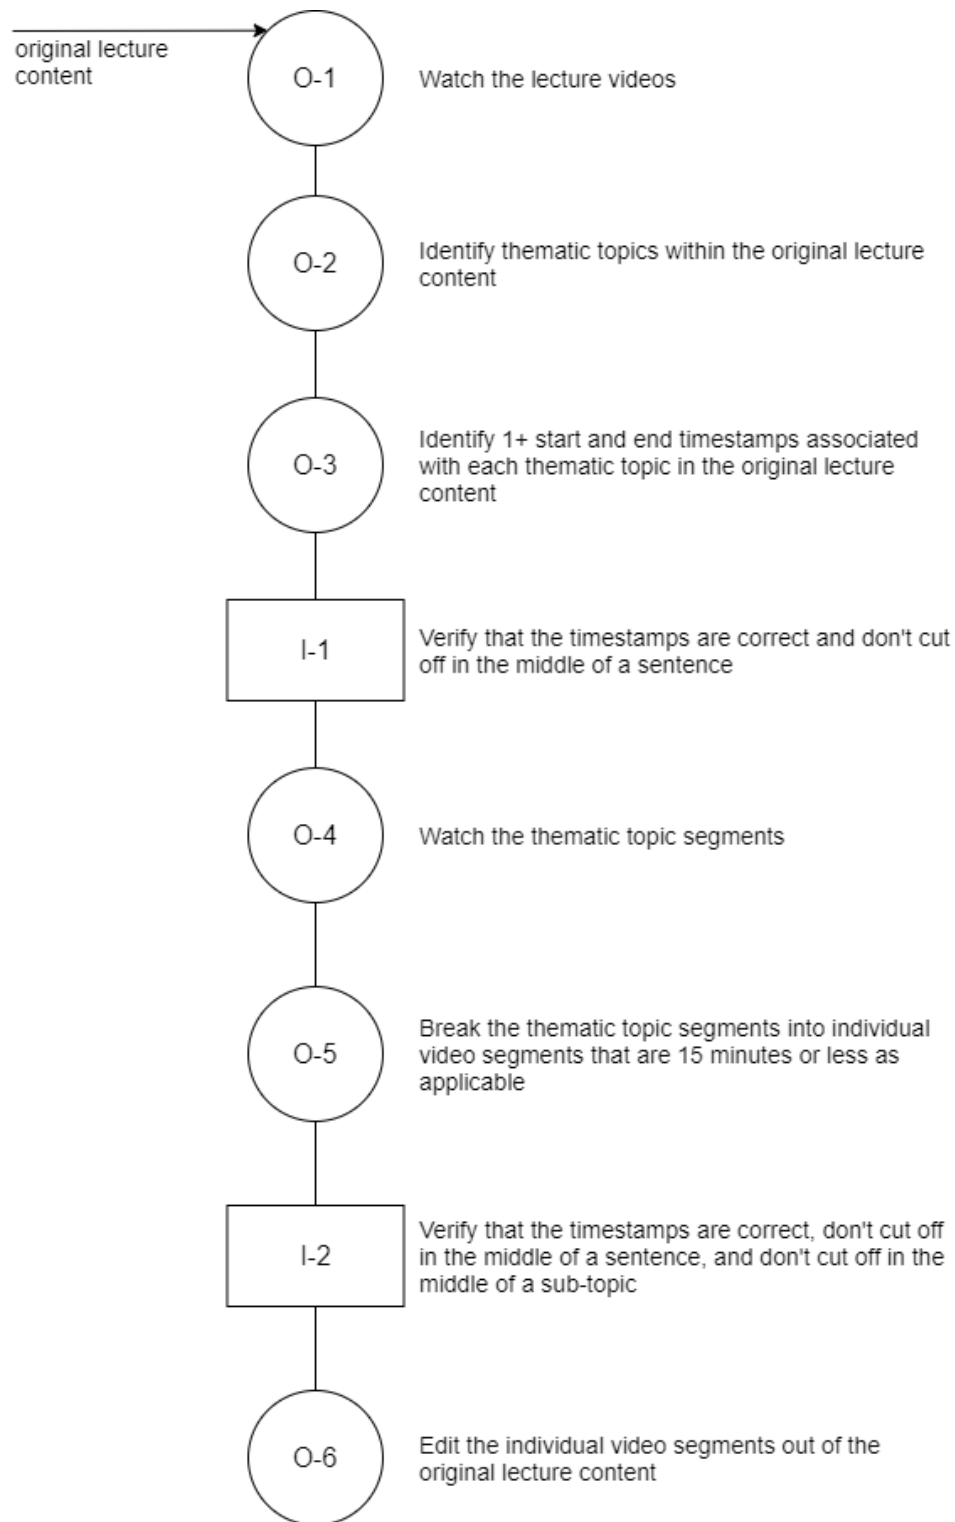 original lecture
content
O-1
Watch the lecture videos
O-2
Identify thematic topics within the original lecture
content
O-3
Identify 1+ start and end timestamps associated
with each thematic topic in the original lecture
content
I-1
Verify that the timestamps are correct and don't cut
off in the middle of a sentence
O-4
Watch the thematic topic segments
O-5
Break the thematic topic segments into individual
video segments that are 15 minutes or less as
applicable
I-2
Verify that the timestamps are correct, don't cut off
in the middle of a sentence, and don't cut off in the
middle of a sub-topic
O-6
Edit the individual video segments out of the
original lecture content